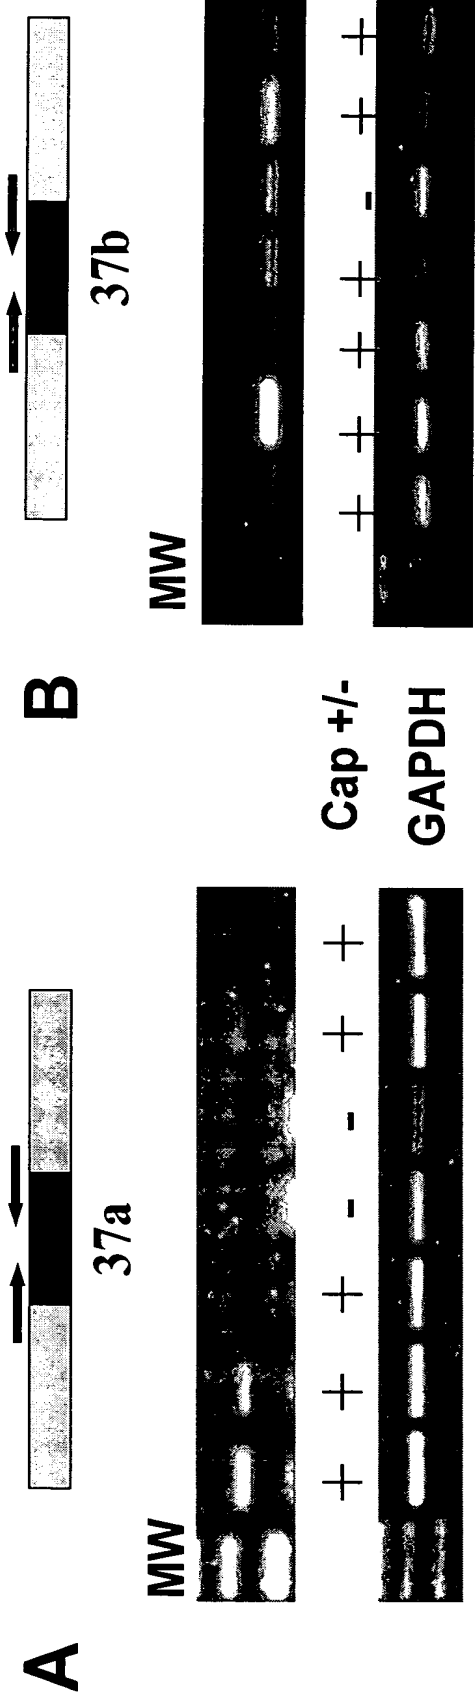 A
37a
MW
+ + + - - + +
B
37b
MW
Cap +/-
+ + + + - + +
GAPDH